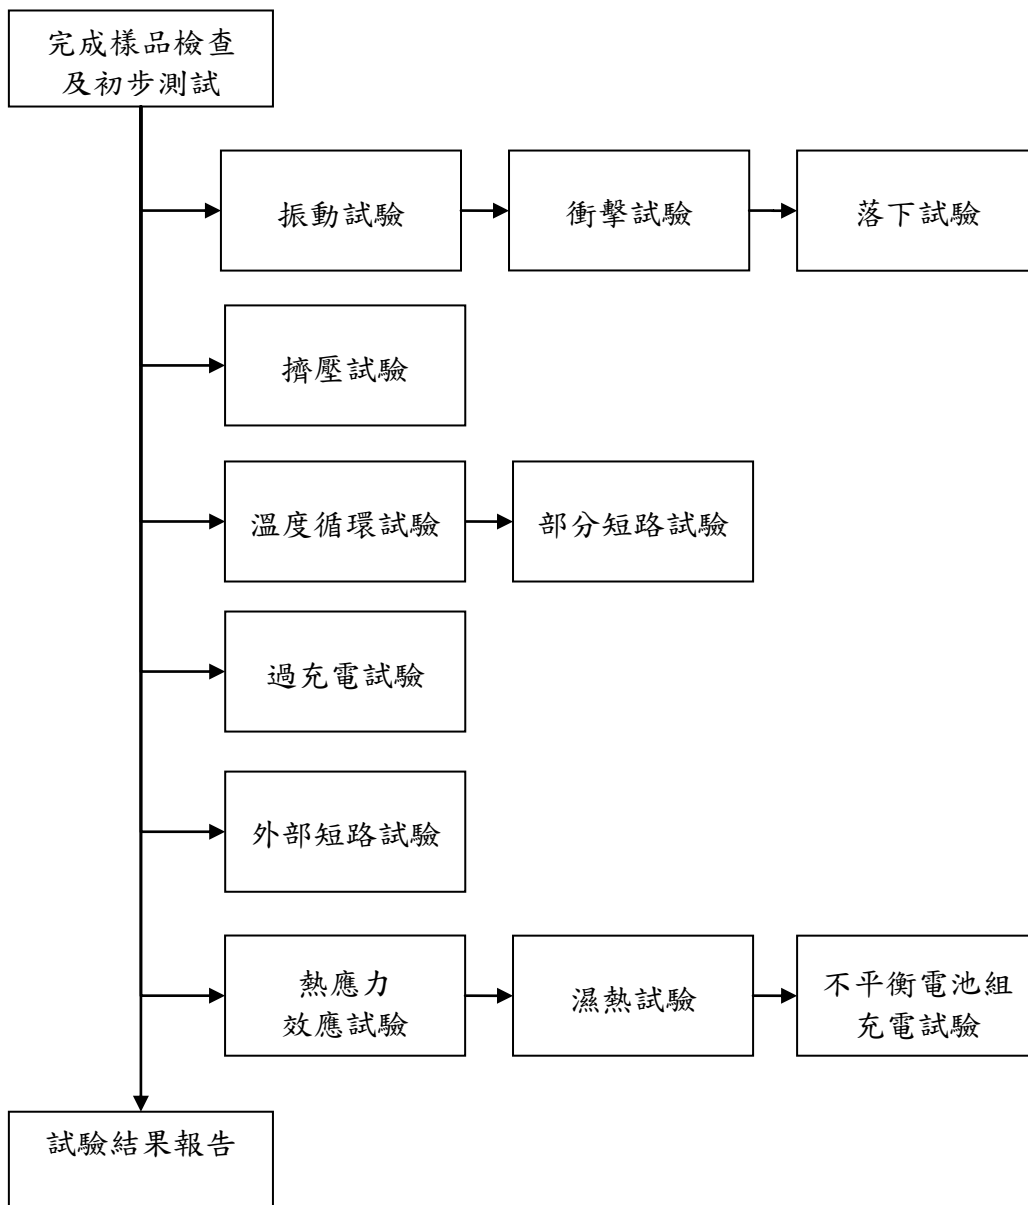 完成樣品檢查
及初步測試
振動試驗
衝擊試驗
落下試驗
擠壓試驗
溫度循環試驗
部分短路試驗
過充電試驗
外部短路試驗
熱應力
效應試驗
濕熱試驗
不平衡電池組
充電試驗
試驗結果報告